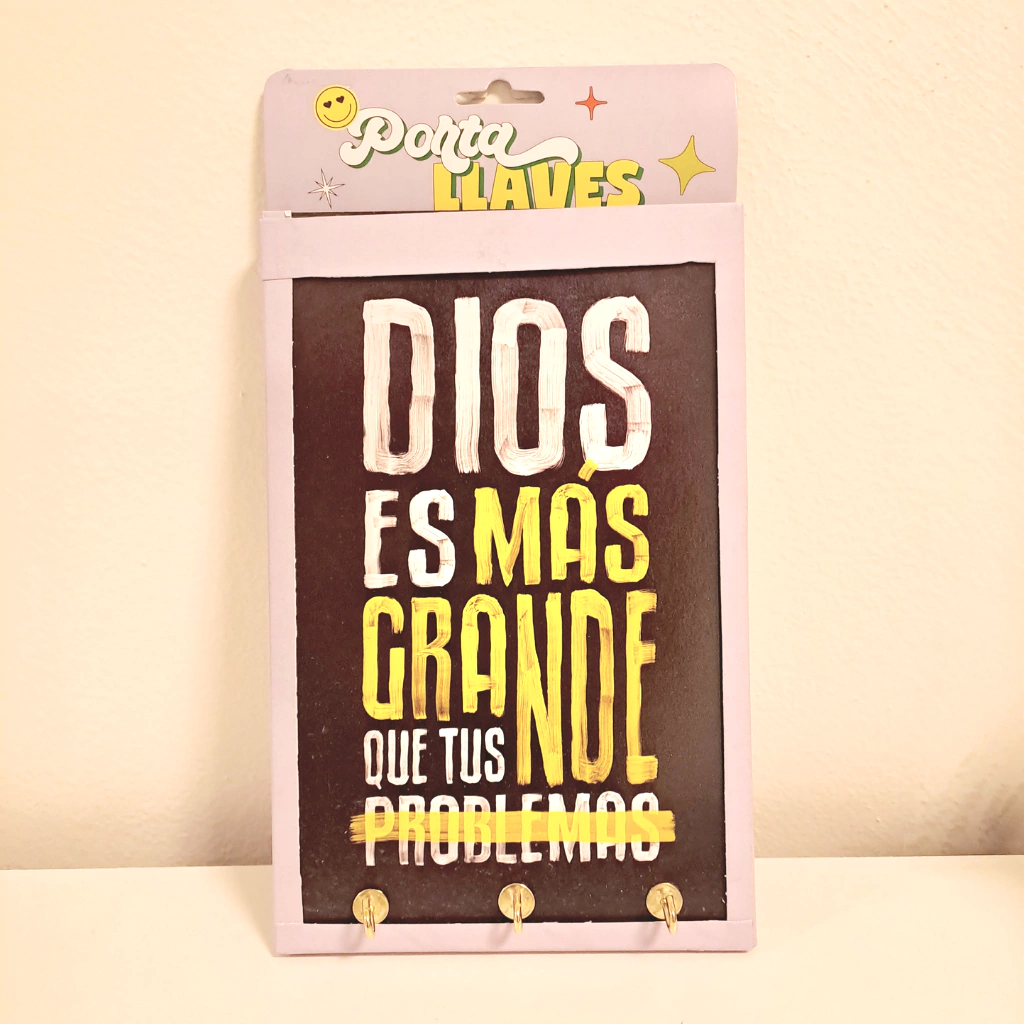 Porta
LLAVES
DIOS
ES MÁS
GRANDE
QUE TUS
PROBLEMAS